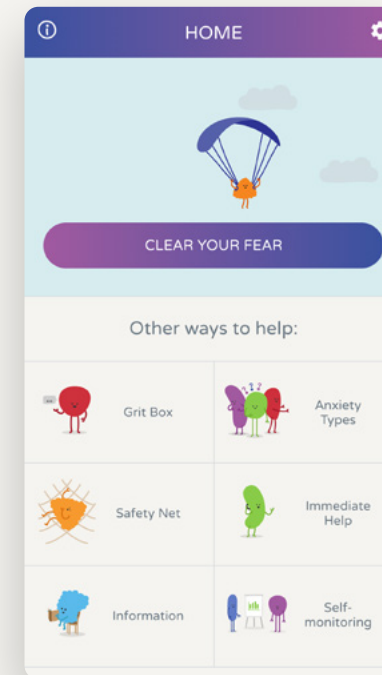 HOME
CLEAR YOUR FEAR
Other ways to help:
Grit Box
Anxiety
Types
Safety Net
Immediate
Help
Information
Self-
monitoring